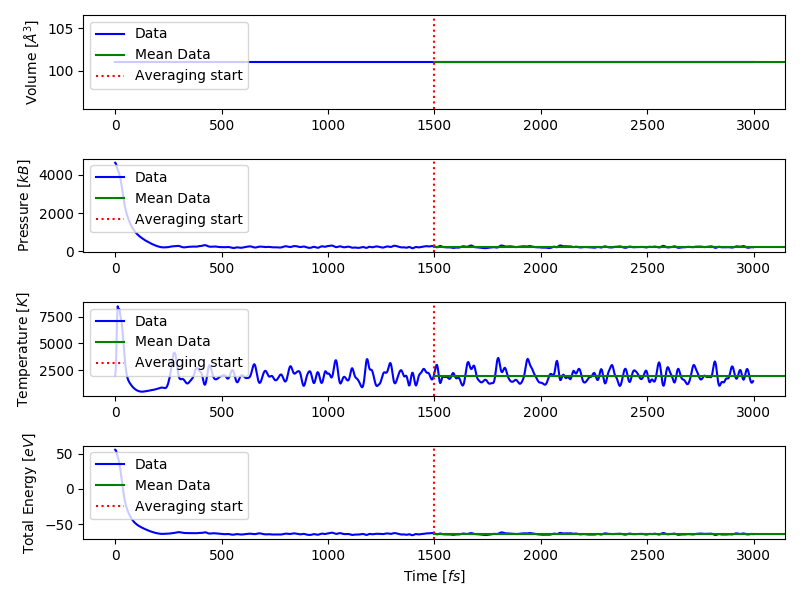 Volume [Å³]
105
100
Data
Mean Data
Averaging start
0 500 1000 1500 2000 2500 3000
Pressure [kB]
4000
2000
0
Data
Mean Data
Averaging start
0 500 1000 1500 2000 2500 3000
Temperature [K]
7500
5000
2500
Data
Mean Data
Averaging start
0 500 1000 1500 2000 2500 3000
Total Energy [eV]
50
0
−50
Data
Mean Data
Averaging start
0 500 1000 1500 2000 2500 3000
Time [fs]